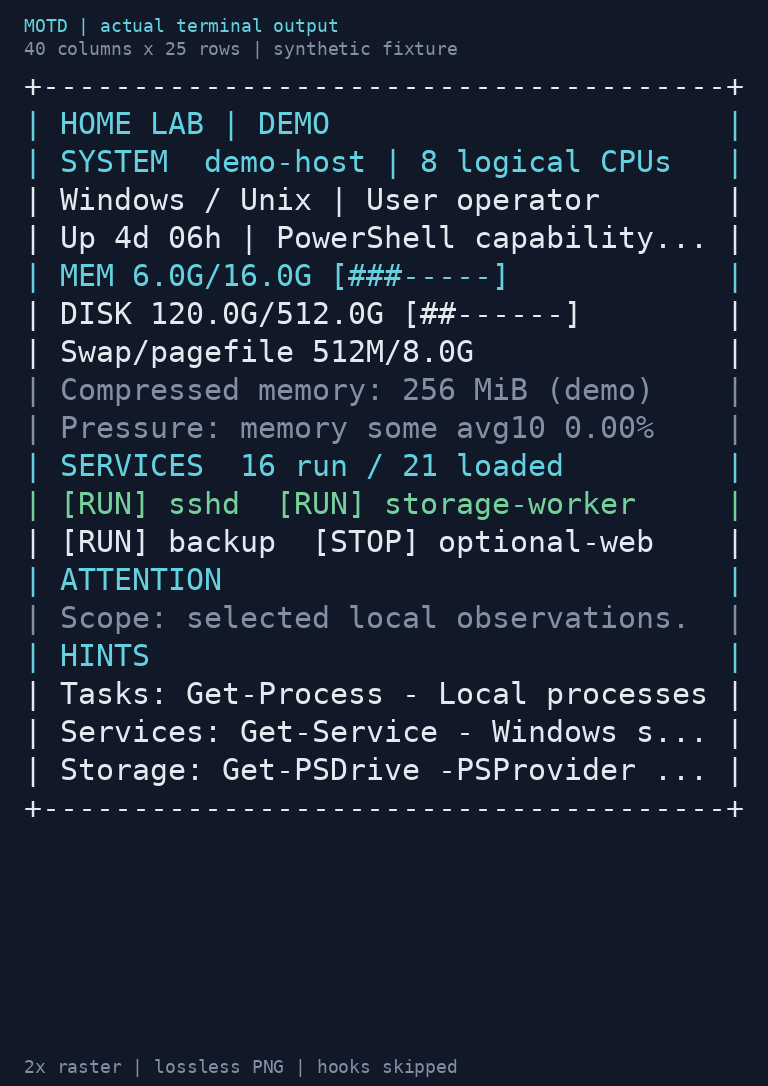 MOTD | actual terminal output
40 columns x 25 rows | synthetic fixture
+--------------------------------------+
| HOME LAB | DEMO                      |
| SYSTEM  demo-host | 8 logical CPUs   |
| Windows / Unix | User operator       |
| Up 4d 06h | PowerShell capability... |
| MEM 6.0G/16.0G [###-----]            |
| DISK 120.0G/512.0G [##------]        |
| Swap/pagefile 512M/8.0G              |
| Compressed memory: 256 MiB (demo)    |
| Pressure: memory some avg10 0.00%    |
| SERVICES  16 run / 21 loaded         |
| [RUN] sshd  [RUN] storage-worker     |
| [RUN] backup  [STOP] optional-web    |
| ATTENTION                            |
| Scope: selected local observations.  |
| HINTS                                |
| Tasks: Get-Process - Local processes |
| Services: Get-Service - Windows s... |
| Storage: Get-PSDrive -PSProvider ... |
+--------------------------------------+
2x raster | lossless PNG | hooks skipped